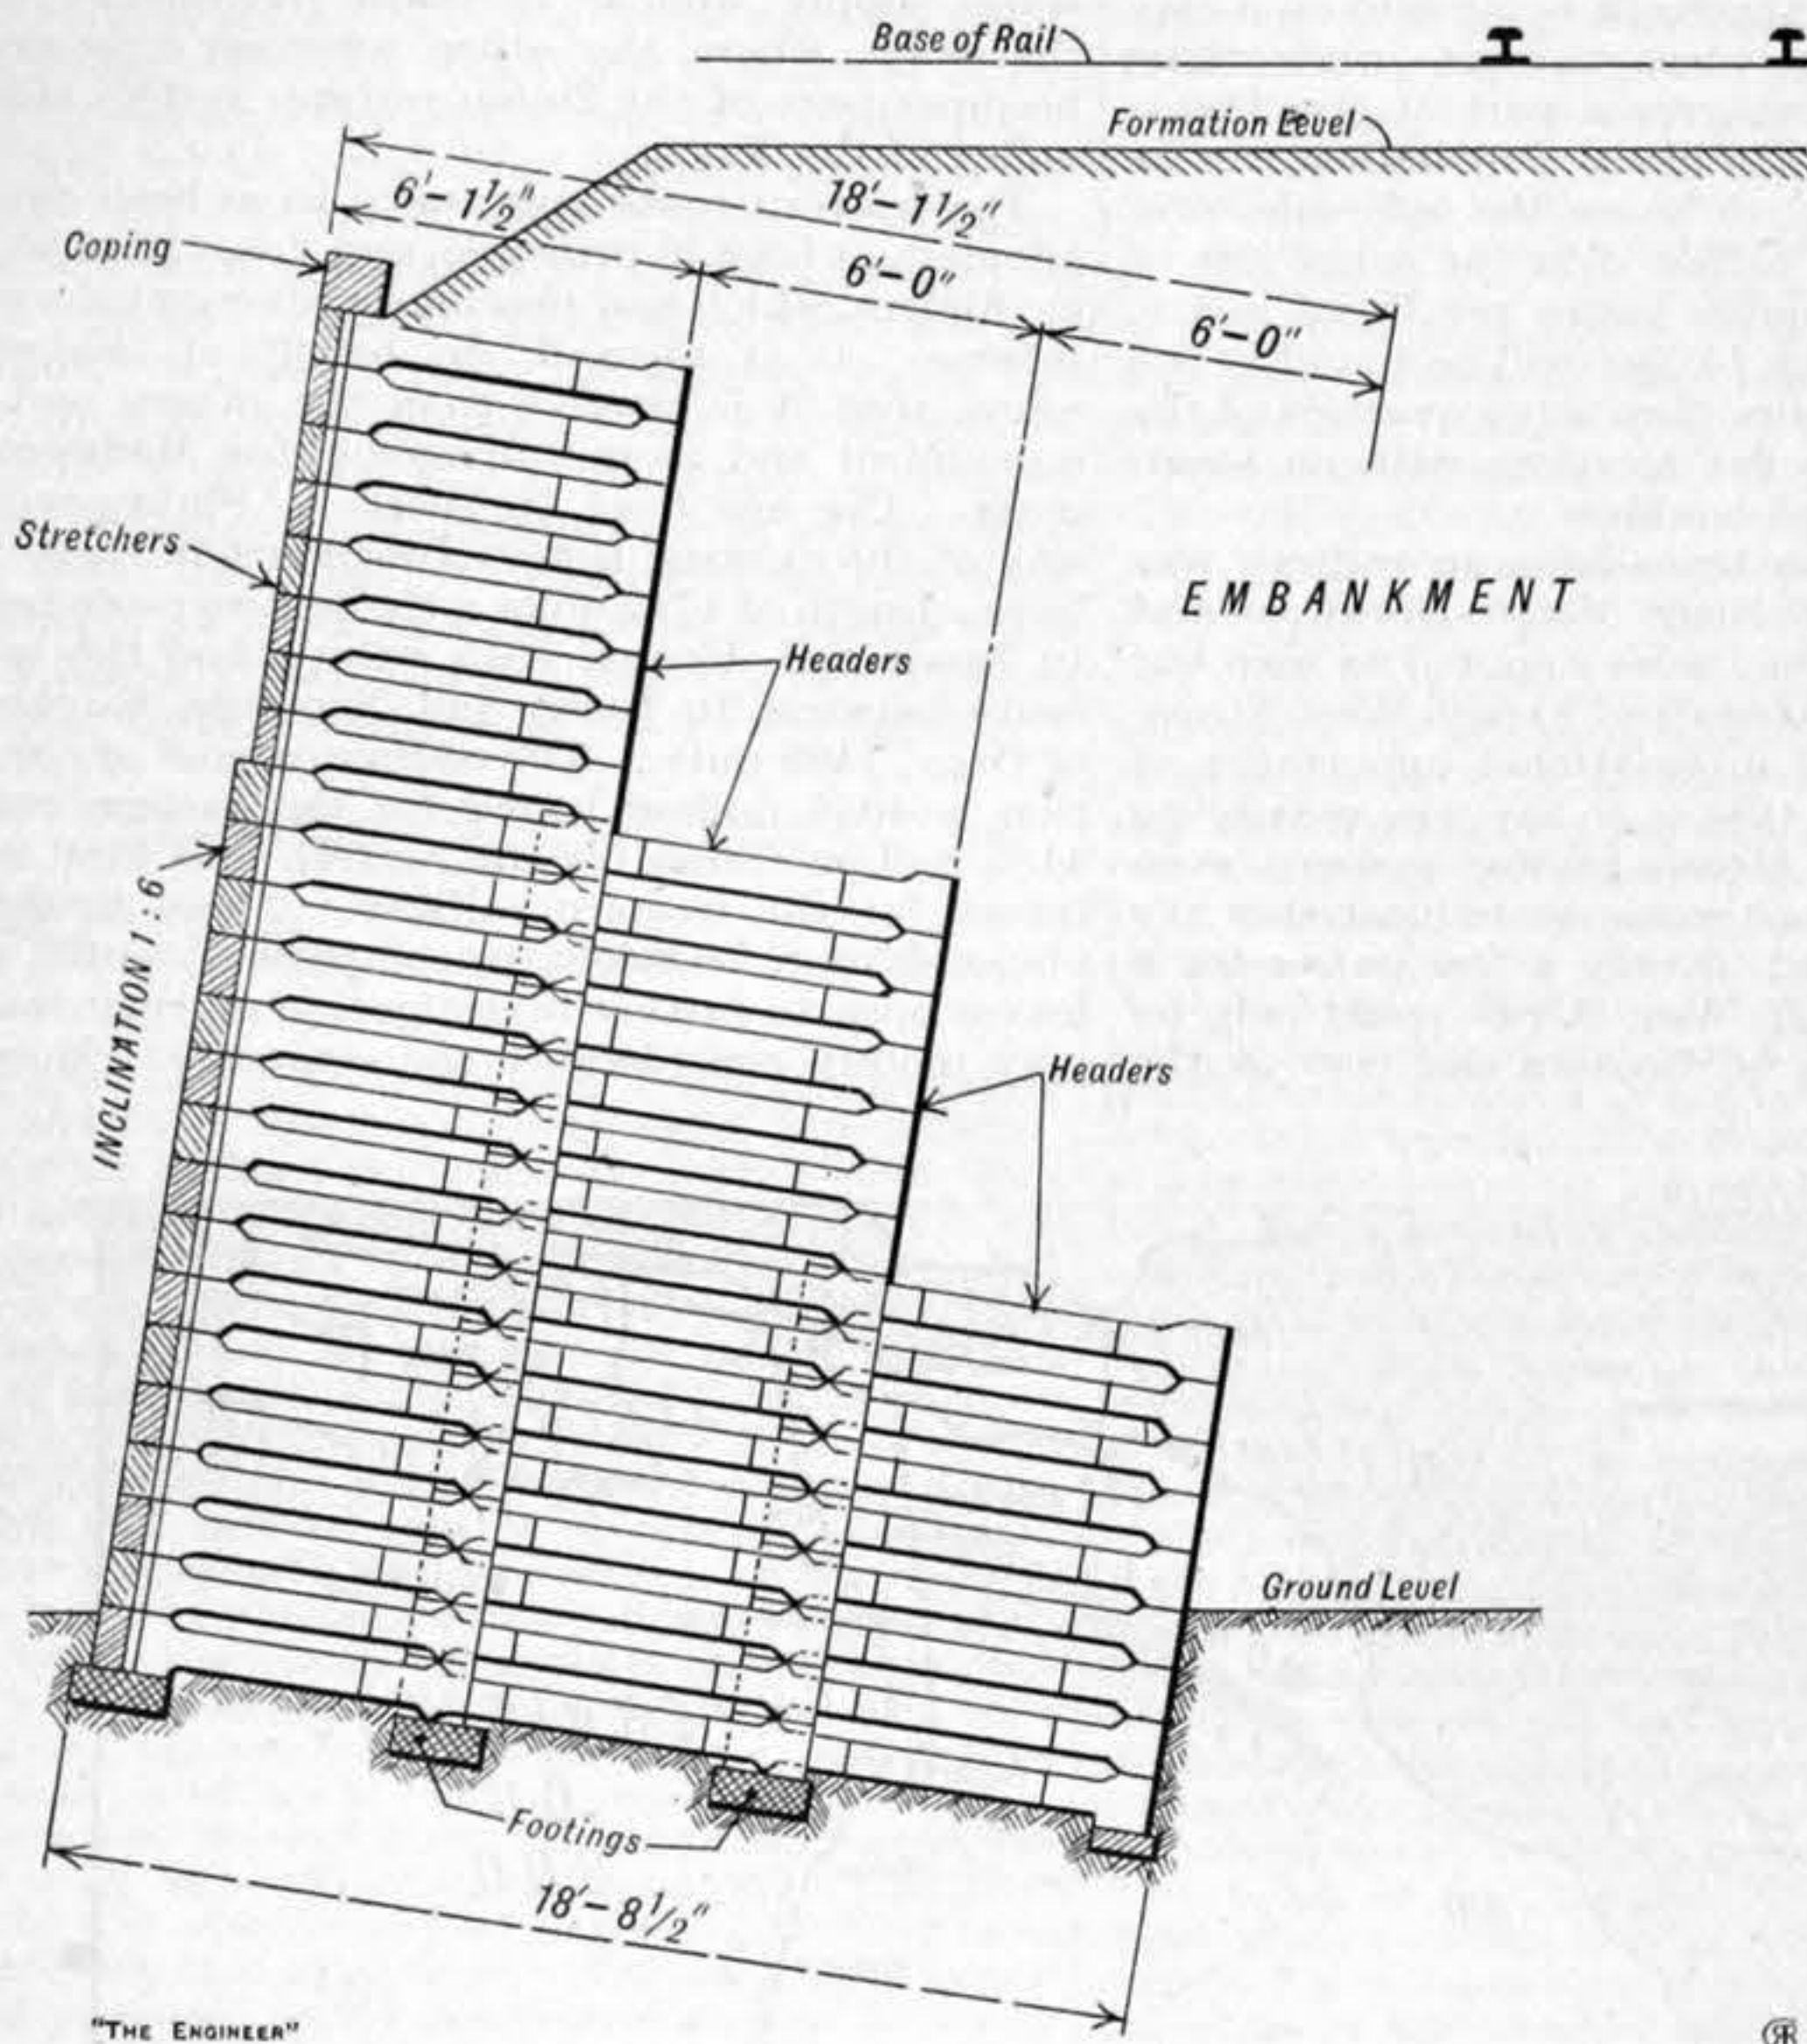 Base of Rail
Formation Level
6'–1½"
18'–1½"
Coping
6'–0"
6'–0"
Stretchers
EMBANKMENT
Headers
INCLINATION 1:6
Headers
Ground Level
Footings
18'–8½"
"THE ENGINEER"